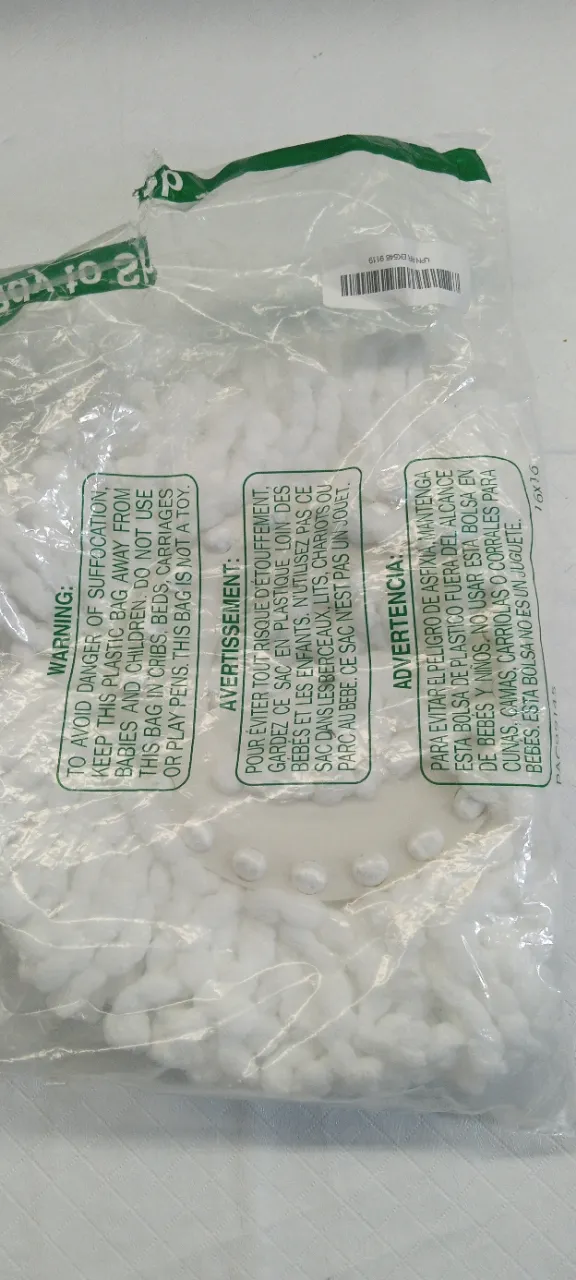 WARNING:
TO AVOID DANGER OF SUFFOCATION,
KEEP THIS PLASTIC BAG AWAY FROM
BABIES AND CHILDREN. DO NOT USE
THIS BAG IN CRIBS, BEDS, CARRIAGES
OR PLAY PENS. THIS BAG IS NOT A TOY.
AVERTISSEMENT:
POUR ÉVITER TOUT RISQUE D'ÉTOUFFEMENT,
GARDEZ CE SAC EN PLASTIQUE LOIN DES
BÉBÉS ET LES ENFANTS. N'UTILISEZ PAS CE
SAC DANS LES BERCEAUX, LITS, CHARIOTS OU
PARC AU BÉBÉ. CE SAC N'EST PAS UN JOUET.
ADVERTENCIA:
PARA EVITAR EL PELIGRO DE ASFIXIA, MANTENGA
ESTA BOLSA DE PLASTICO FUERA DEL ALCANCE
DE BEBES Y NIÑOS. NO USAR ESTA BOLSA EN
CUNAS, CAMAS, CARRIOLAS O CORRALES PARA
BEBES. ESTA BOLSA NO ES UN JUGUETE.
16x16
to S